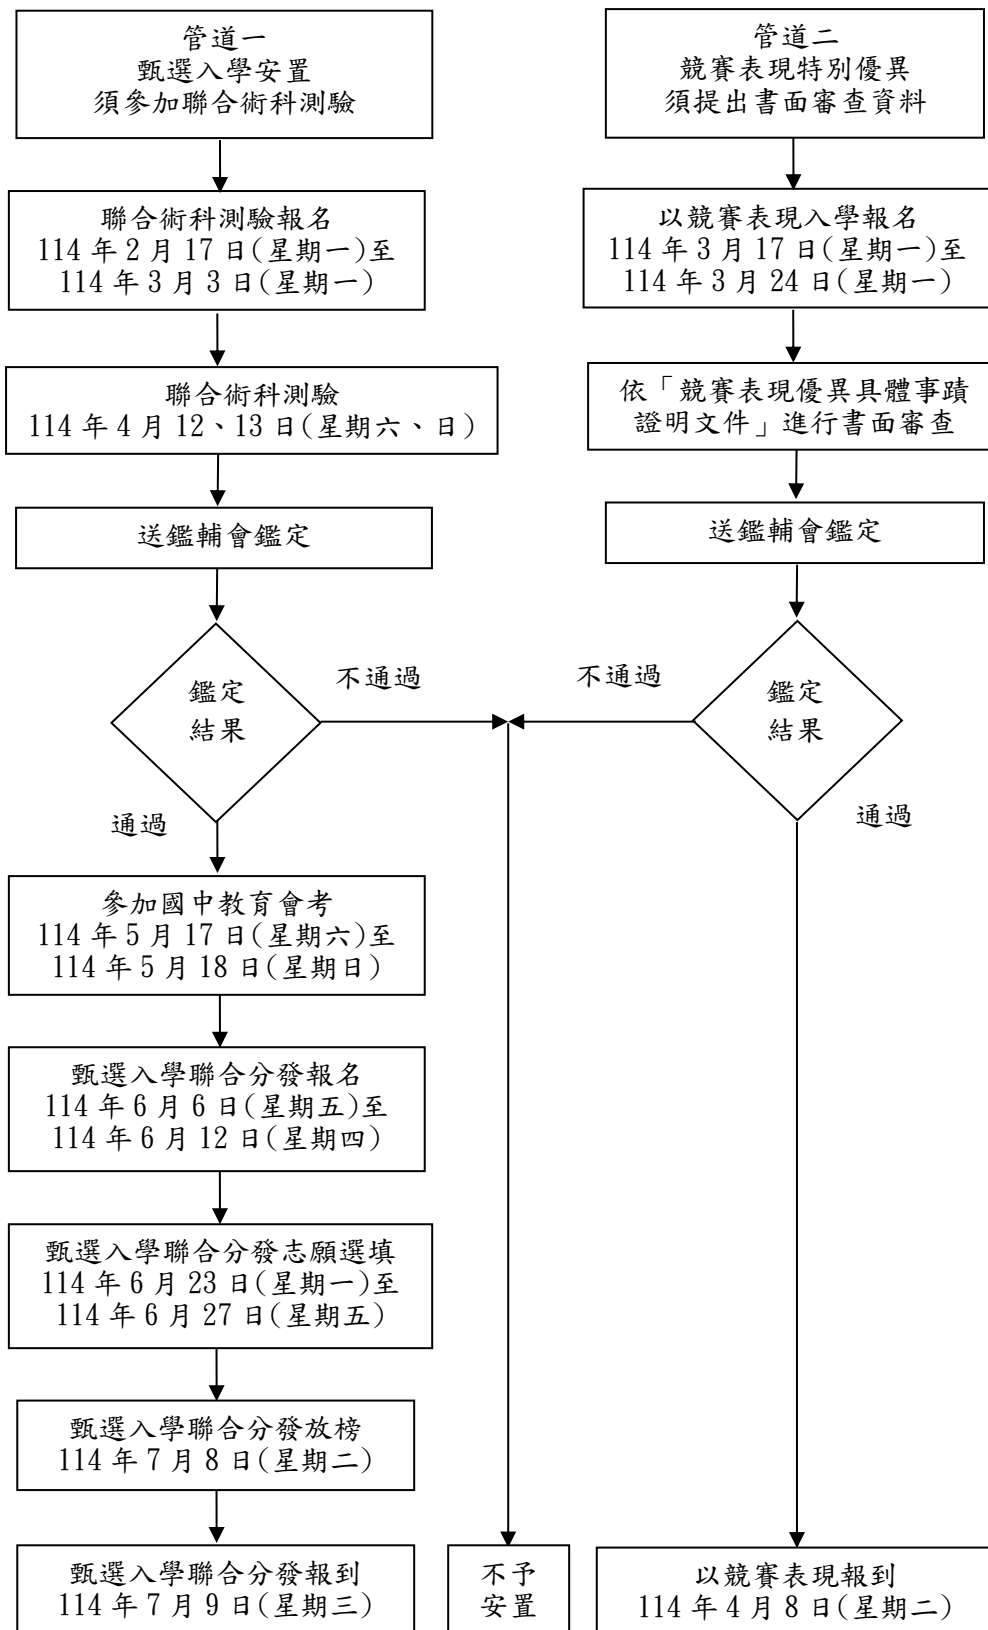 管道一
甄選入學安置
須參加聯合術科測驗
聯合術科測驗報名
114 年 2 月 17 日(星期一)至
114 年 3 月 3 日(星期一)
聯合術科測驗
114 年 4 月 12、13 日(星期六、日)
送鑑輔會鑑定
鑑定
結果
不通過
通過
參加國中教育會考
114 年 5 月 17 日(星期六)至
114 年 5 月 18 日(星期日)
甄選入學聯合分發報名
114 年 6 月 6 日(星期五)至
114 年 6 月 12 日(星期四)
甄選入學聯合分發志願選填
114 年 6 月 23 日(星期一)至
114 年 6 月 27 日(星期五)
甄選入學聯合分發放榜
114 年 7 月 8 日(星期二)
甄選入學聯合分發報到
114 年 7 月 9 日(星期三)
管道二
競賽表現特別優異
須提出書面審查資料
以競賽表現入學報名
114 年 3 月 17 日(星期一)至
114 年 3 月 24 日(星期一)
依「競賽表現優異具體事蹟
證明文件」進行書面審查
送鑑輔會鑑定
鑑定
結果
不通過
通過
不予
安置
以競賽表現報到
114 年 4 月 8 日(星期二)